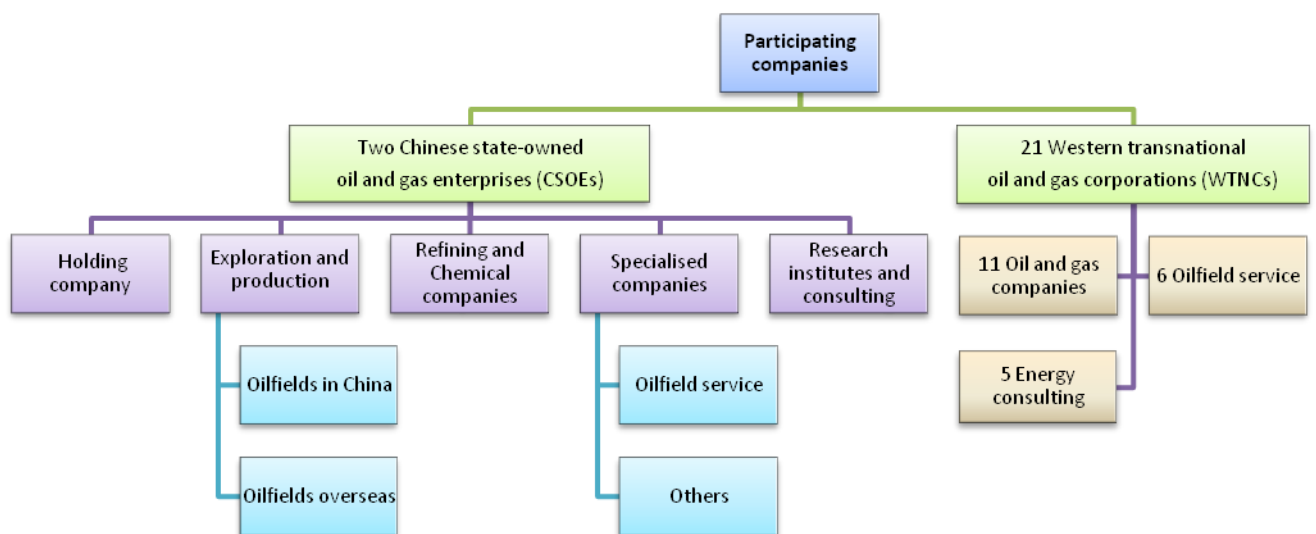 Participating
companies
Two Chinese state-owned
oil and gas enterprises (CSOEs)
21 Western transnational
oil and gas corporations (WTNCs)
Holding
company
Exploration and
production
Refining and
Chemical
companies
Specialised
companies
Research
institutes and
consulting
11 Oil and gas
companies
6 Oilfield service
Oilfields in China
Oilfield service
5 Energy
consulting
Oilfields overseas
Others